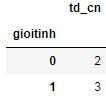 td_cn
gioitinh
0 2
1 3